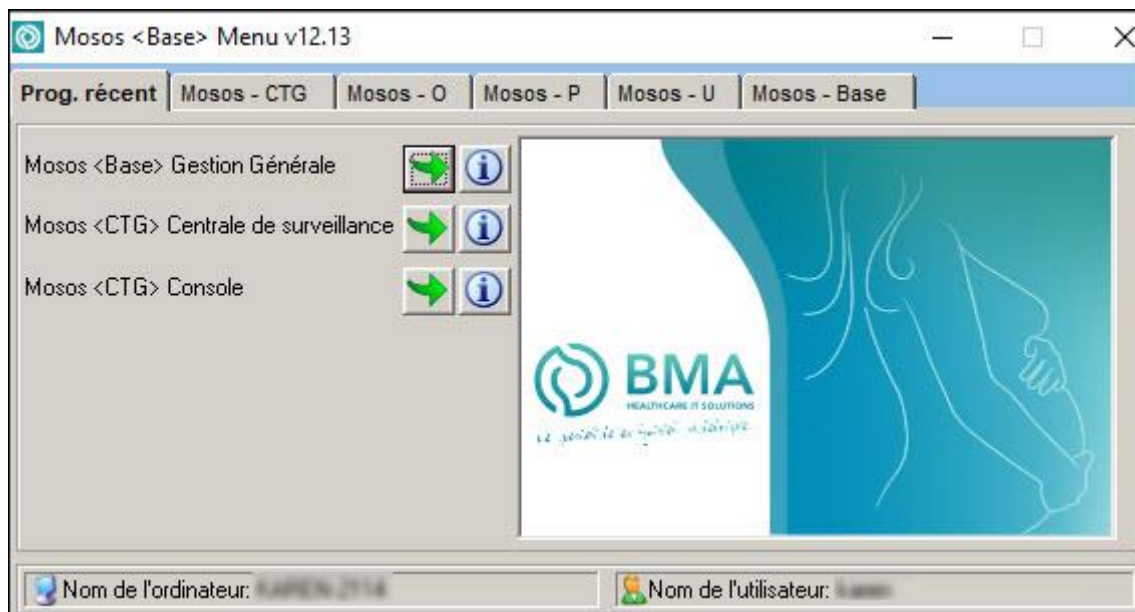 Mosos <Base> Menu v12.13
Prog. récent Mosos - CTG Mosos - O Mosos - P Mosos - U Mosos - Base
Mosos <Base> Gestion Générale
Mosos <CTG> Centrale de surveillance
Mosos <CTG> Console
BMA
HEALTHCARE IT SOLUTIONS
Nom de l'ordinateur:
Nom de l'utilisateur: